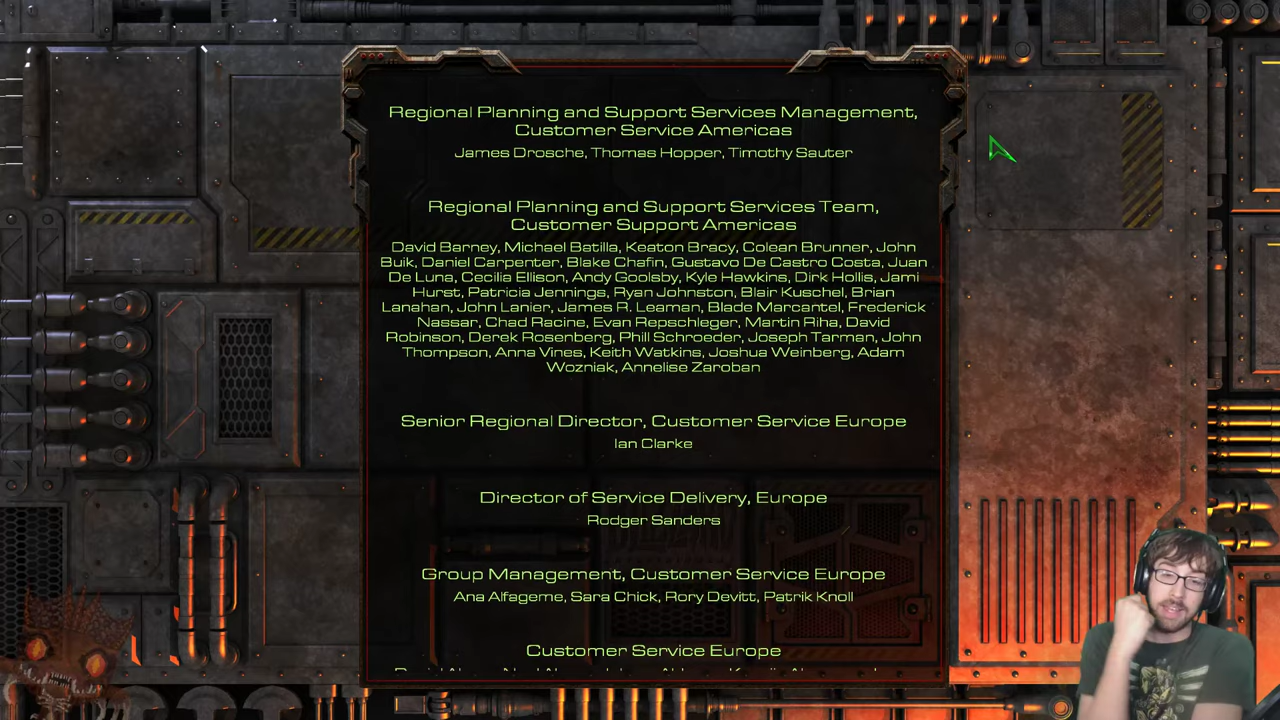 Regional Planning and Support Services Management,
Customer Service Americas
James Drosche, Thomas Hopper, Timothy Sauter
Regional Planning and Support Services Team,
Customer Support Americas
David Barney, Michael Batilla, Keaton Bracy, Colean Brunner, John
Buik, Daniel Carpenter, Blake Chafin, Gustavo De Castro Costa, Juan
De Luna, Cecilia Ellison, Andy Goolsby, Kyle Hawkins, Dirk Hollis, Jami
Hurst, Patricia Jennings, Ryan Johnston, Blair Kuschel, Brian
Lanahan, John Lanier, James R. Leaman, Blade Marcantel, Frederick
Nassar, Chad Racine, Evan Repschleger, Martin Riha, David
Robinson, Derek Rosenberg, Phill Schroeder, Joseph Tarman, John
Thompson, Anna Vines, Keith Watkins, Joshua Weinberg, Adam
Wozniak, Annelise Zaroban
Senior Regional Director, Customer Service Europe
Ian Clarke
Director of Service Delivery, Europe
Rodger Sanders
Group Management, Customer Service Europe
Ana Alfageme, Sara Chick, Rory Devitt, Patrik Knoll
Customer Service Europe